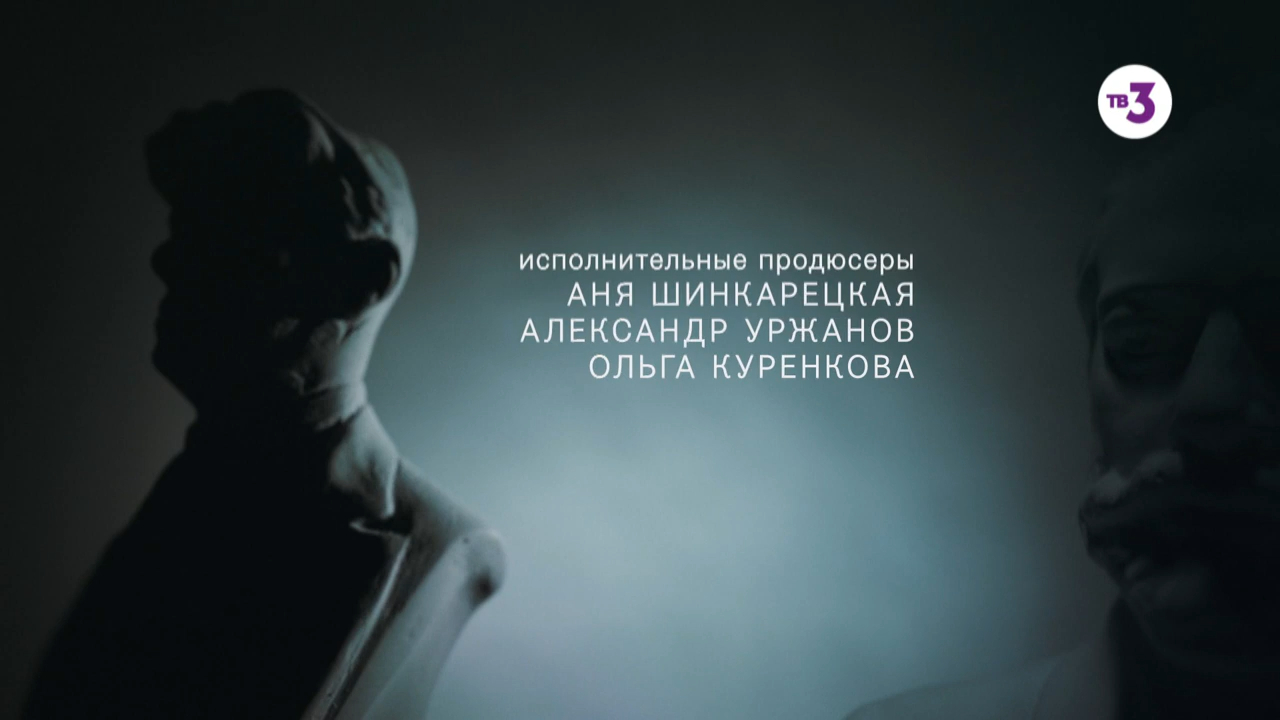 ТВ3
исполнительные продюсеры
АНЯ ШИНКАРЕЦКАЯ
АЛЕКСАНДР УРЖАНОВ
ОЛЬГА КУРЕНКОВА